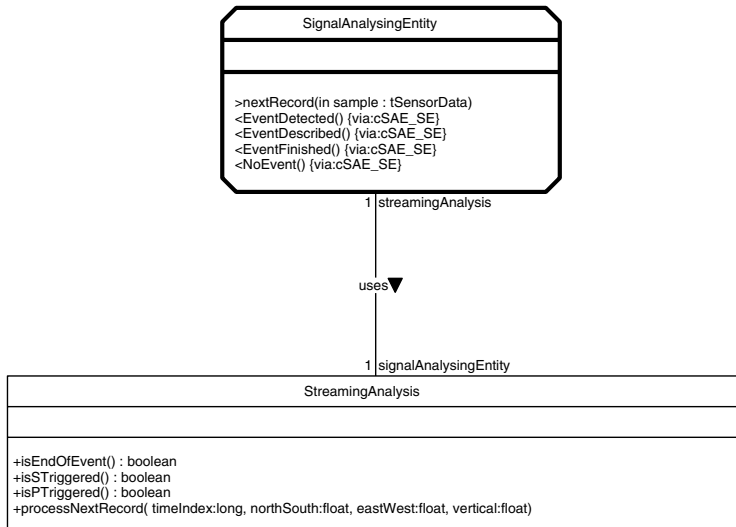 SignalAnalysingEntity
>nextRecord(in sample : tSensorData)
<EventDetected() {via:cSAE_SE}
<EventDescribed() {via:cSAE_SE}
<EventFinished() {via:cSAE_SE}
<NoEvent() {via:cSAE_SE}
1 streamingAnalysis
uses
1 signalAnalysingEntity
StreamingAnalysis
+isEndOfEvent() : boolean
+isSTriggered() : boolean
+isPTriggered() : boolean
+processNextRecord( timeIndex:long, northSouth:float, eastWest:float, vertical:float)